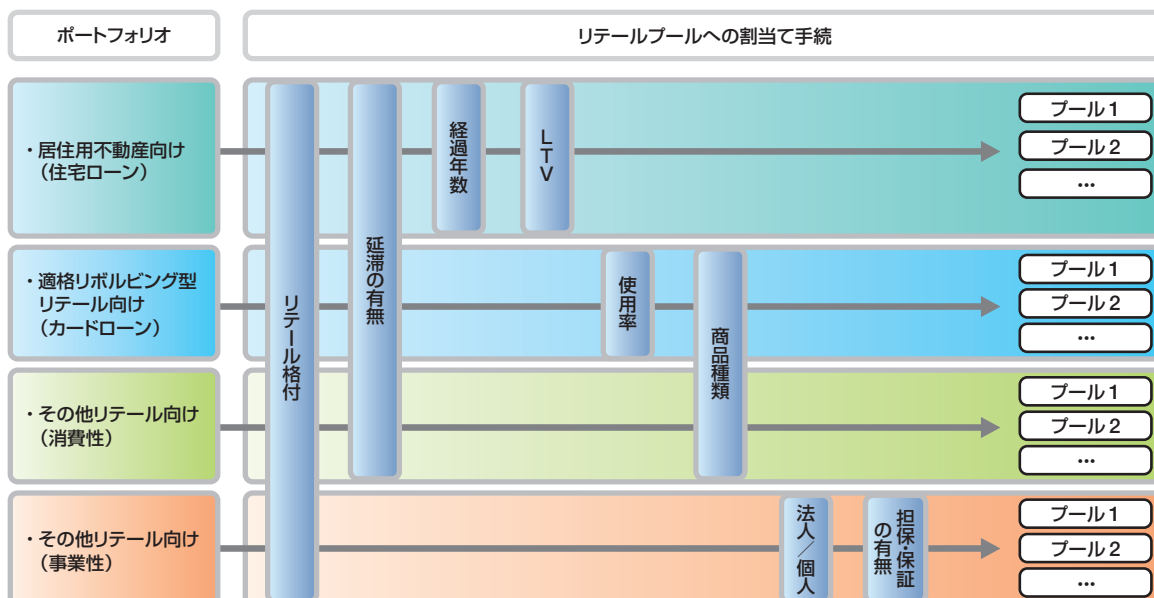 ポートフォリオ
リテールプールへの割当て手続
・居住用不動産向け
（住宅ローン）
・適格リボルビング型
リテール向け
（カードローン）
・その他リテール向け
（消費性）
・その他リテール向け
（事業性）
リテール格付
延滞の有無
経過年数
LTV
使用率
商品種類
法人／個人
担保・保証
の有無
プール1
プール2
…
プール1
プール2
…
プール1
プール2
…
プール1
プール2
…